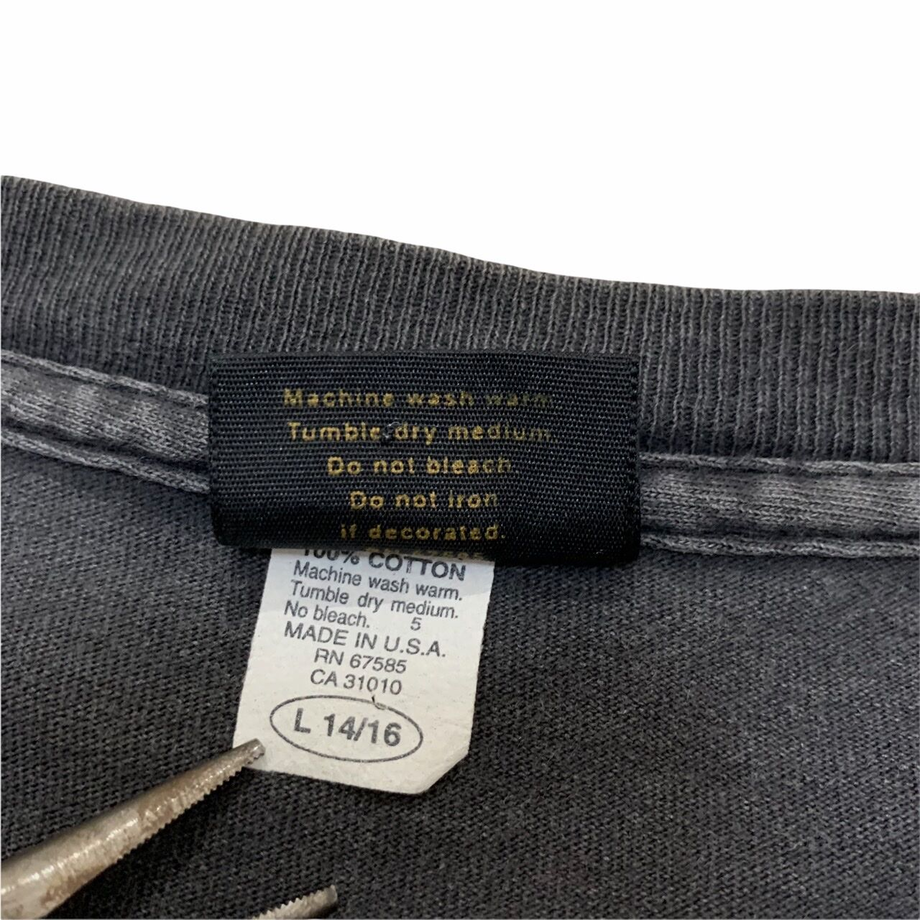 Machine wash warm.
Tumble dry medium
Do not bleach
Do not iron
if decorated.
100% COTTON
Machine wash warm.
Tumble dry medium.
No bleach. 5
MADE IN U.S.A.
RN 67585
CA 31010
L 14/16